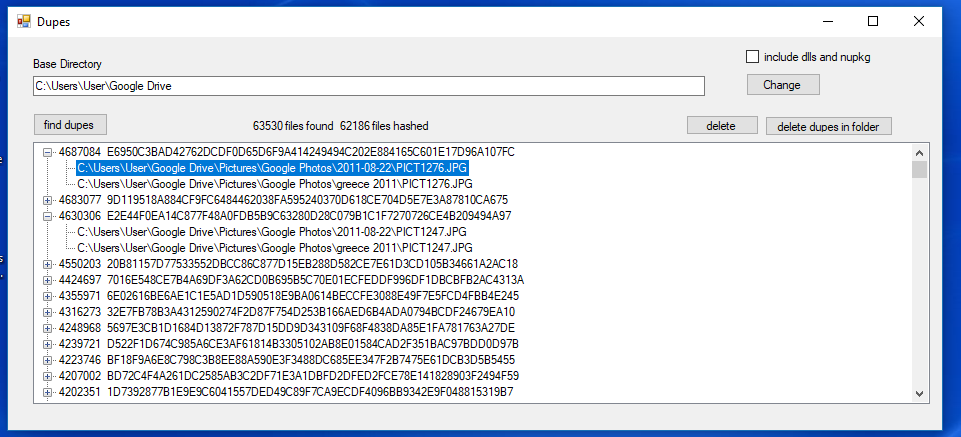 Dupes
include dlls and nupkg
Base Directory
C:\Users\User\Google Drive
Change
find dupes
63530 files found 62186 files hashed
delete
delete dupes in folder
4687084 E6950C3BAD42762DCDF0D65D6F9A414249494C202E884165C601E17D96A107FC
C:\Users\User\Google Drive\Pictures\Google Photos\2011-08-22\PICT1276.JPG
C:\Users\User\Google Drive\Pictures\Google Photos\greece 2011\PICT1276.JPG
4683077 9D119518A884CF9FC6484462038FA595240370D618CE704D5E7E3A87810CA675
4630306 E2E44F0EA14C877F48A0FDB5B9C63280D28C079B1C1F7270726CE4B209494A97
C:\Users\User\Google Drive\Pictures\Google Photos\2011-08-22\PICT1247.JPG
C:\Users\User\Google Drive\Pictures\Google Photos\greece 2011\PICT1247.JPG
4550203 20B81157D77533552DBCC86C877D15EB288D582CE7E61D3CD105B34661A2AC18
4424697 7016E548CE7B4A69DF3A62CD0B695B5C70E01ECFEDDF996DF1DBCBFB2AC4313A
4355971 6E02616BE6AE1C1E5AD1D590518E9BA0614BECCFE3088E49F7E5FCD4FBB4E245
4316273 32E7FB78B3A4312590274F2D87F754D253B166AED6B4ADA0794BCDF24679EA10
4248968 5697E3CB1D1684D13872F787D15DD9D343109F68F4838DA85E1FA781763A27DE
4239721 D522F1D674C985A6CE3AF61814B3305102AB8E01584CAD2F351BAC97BDD0D97B
4223746 BF18F9A6E8C798C3B8EE88A590E3F3488DC685EE347F2B7475E61DCB3D5B5455
4207002 BD72C4F4A261DC2585AB3C2DF71E3A1DBFD2DFED2FCE78E141828903F2494F59
4202351 1D7392877B1E9E9C6041557DED49C89F7CA9ECDF4096BB9342E9F048815319B7